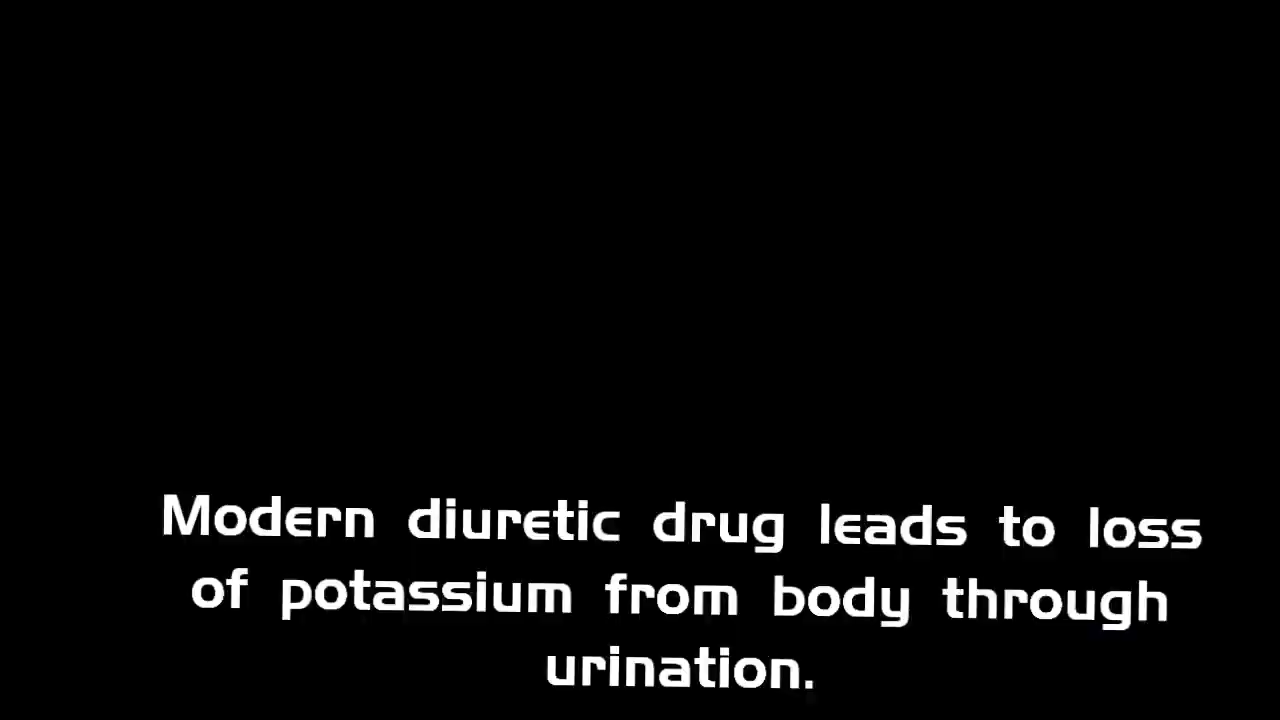 Modern diuretic drug leads to loss
of potassium from body through
urination.